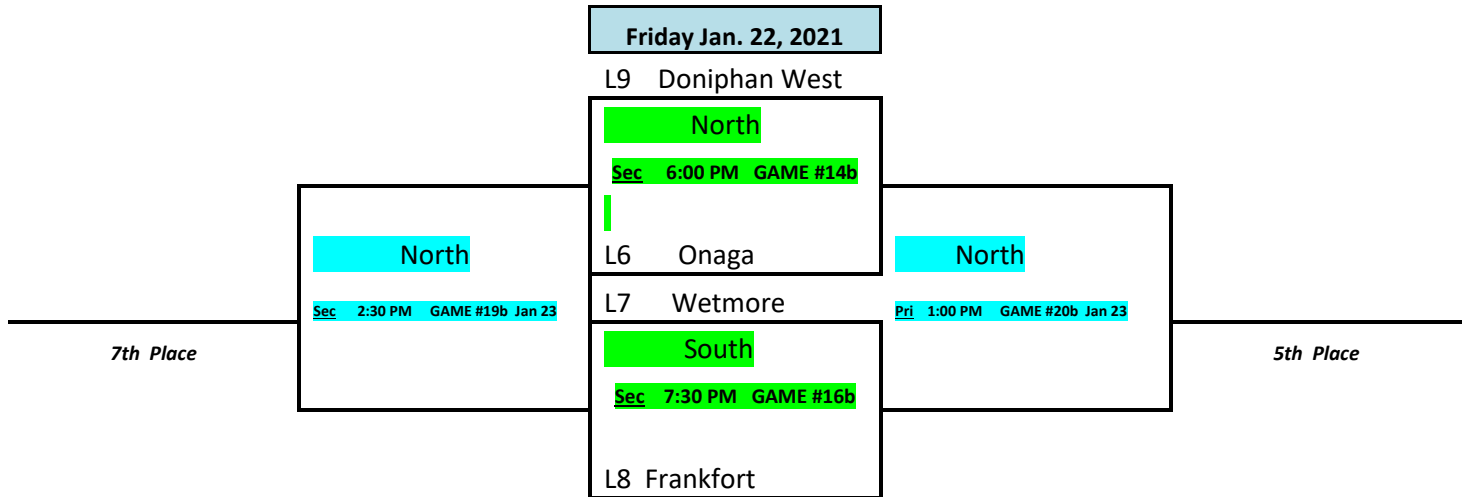 Friday Jan. 22, 2021
L9 Doniphan West
North
Sec 6:00 PM GAME #14b
L6 Onaga
North
North
L7 Wetmore
Sec 2:30 PM GAME #19b Jan 23
Pri 1:00 PM GAME #20b Jan 23
7th Place
South
5th Place
Sec 7:30 PM GAME #16b
L8 Frankfort